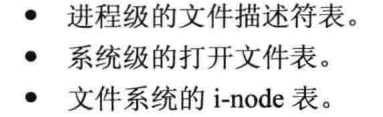 • 进程级的文件描述符表。
• 系统级的打开文件表。
• 文件系统的 i-node 表。